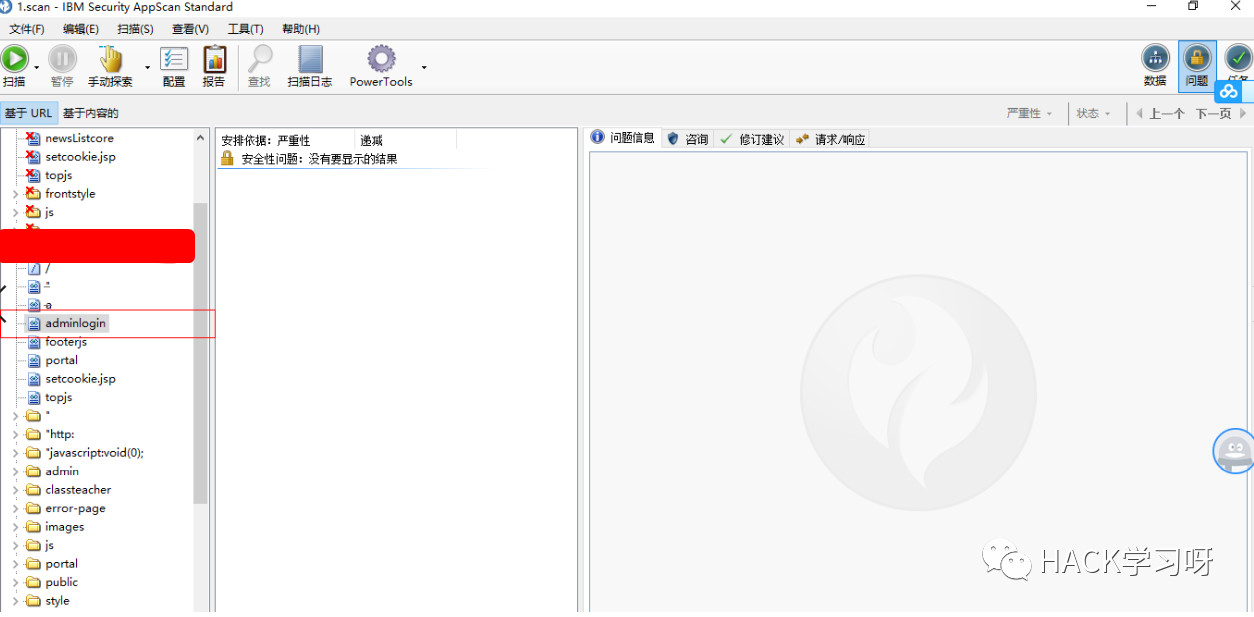 1.scan - IBM Security AppScan Standard
文件(F) 编辑(E) 扫描(S) 查看(V) 工具(T) 帮助(H)
扫描 暂停 手动探索 配置 报告 查找 扫描日志 PowerTools 数据 问题 任务
基于 URL 基于内容的 严重性 状态 上一个 下一页
newsListcore
setcookie.jsp
topjs
frontstyle
js
/
"
a
adminlogin
footerjs
portal
setcookie.jsp
topjs
"
"http:
"javascript:void(0);
admin
classteacher
error-page
images
js
portal
public
style
安排依据: 严重性 递减
安全性问题: 没有要显示的结果
问题信息 咨询 修订建议 请求/响应
HACK学习呀